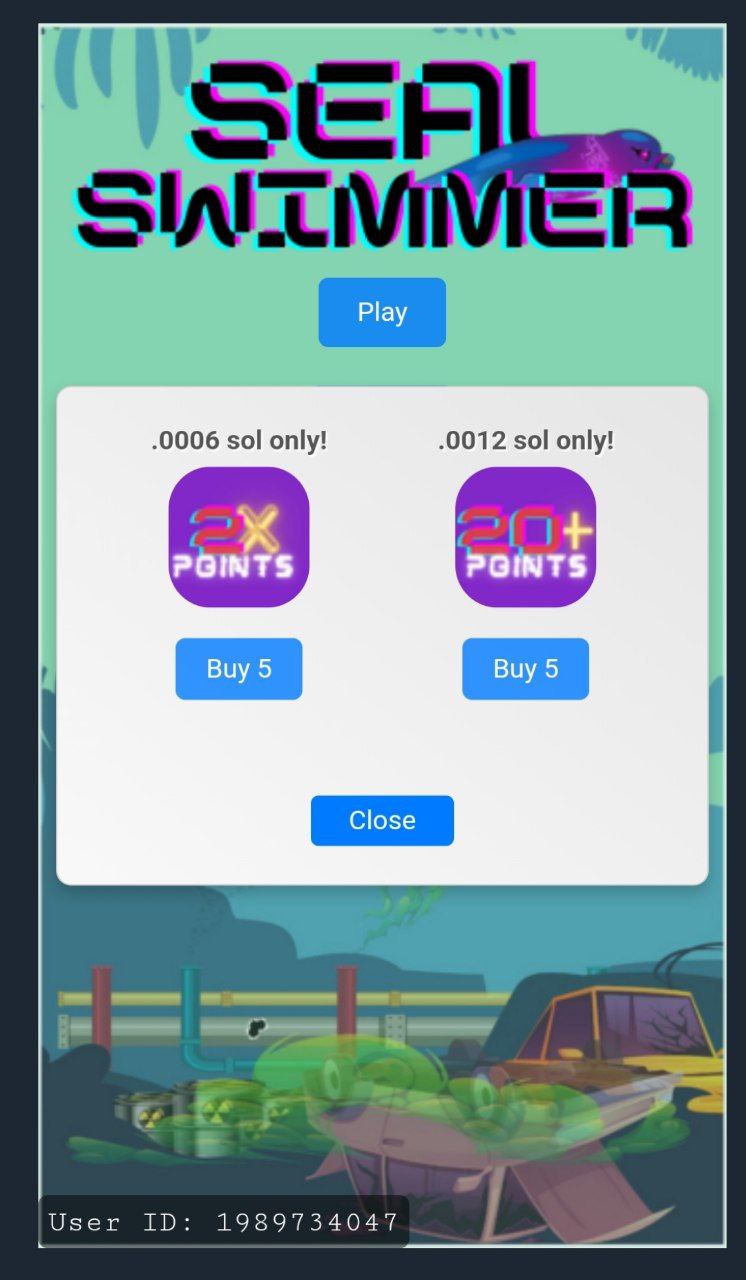 SEAL
SWIMMER
Play
.0006 sol only!
.0012 sol only!
2X
POINTS
20+
POINTS
Buy 5
Buy 5
Close
User ID: 1989734047